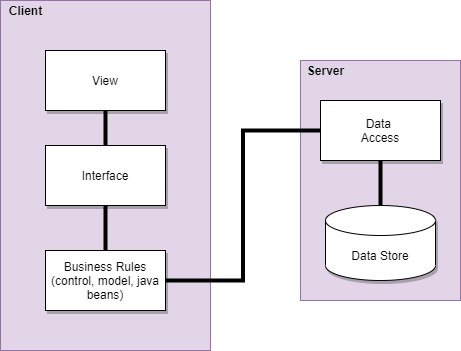 Client
View
Interface
Business Rules
(control, model, java
beans)
Server
Data
Access
Data Store